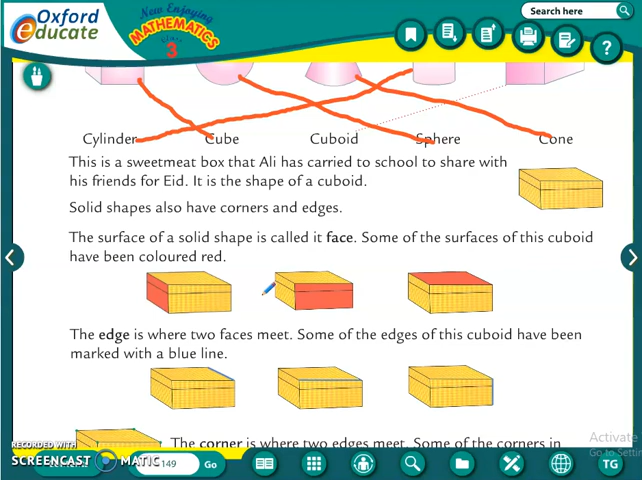 Oxford
educate
New Enjoying
MATHEMATICS
Class
3
Search here
?
Cylinder Cube Cuboid Sphere Cone
This is a sweetmeat box that Ali has carried to school to share with
his friends for Eid. It is the shape of a cuboid.
Solid shapes also have corners and edges.
The surface of a solid shape is called it face. Some of the surfaces of this cuboid
have been coloured red.
The edge is where two faces meet. Some of the edges of this cuboid have been
marked with a blue line.
The corner is where two edges meet. Some of the corners in
Activate
Go to Settin
RECORDED WITH
SCREENCAST MATIC
149 Go
TG